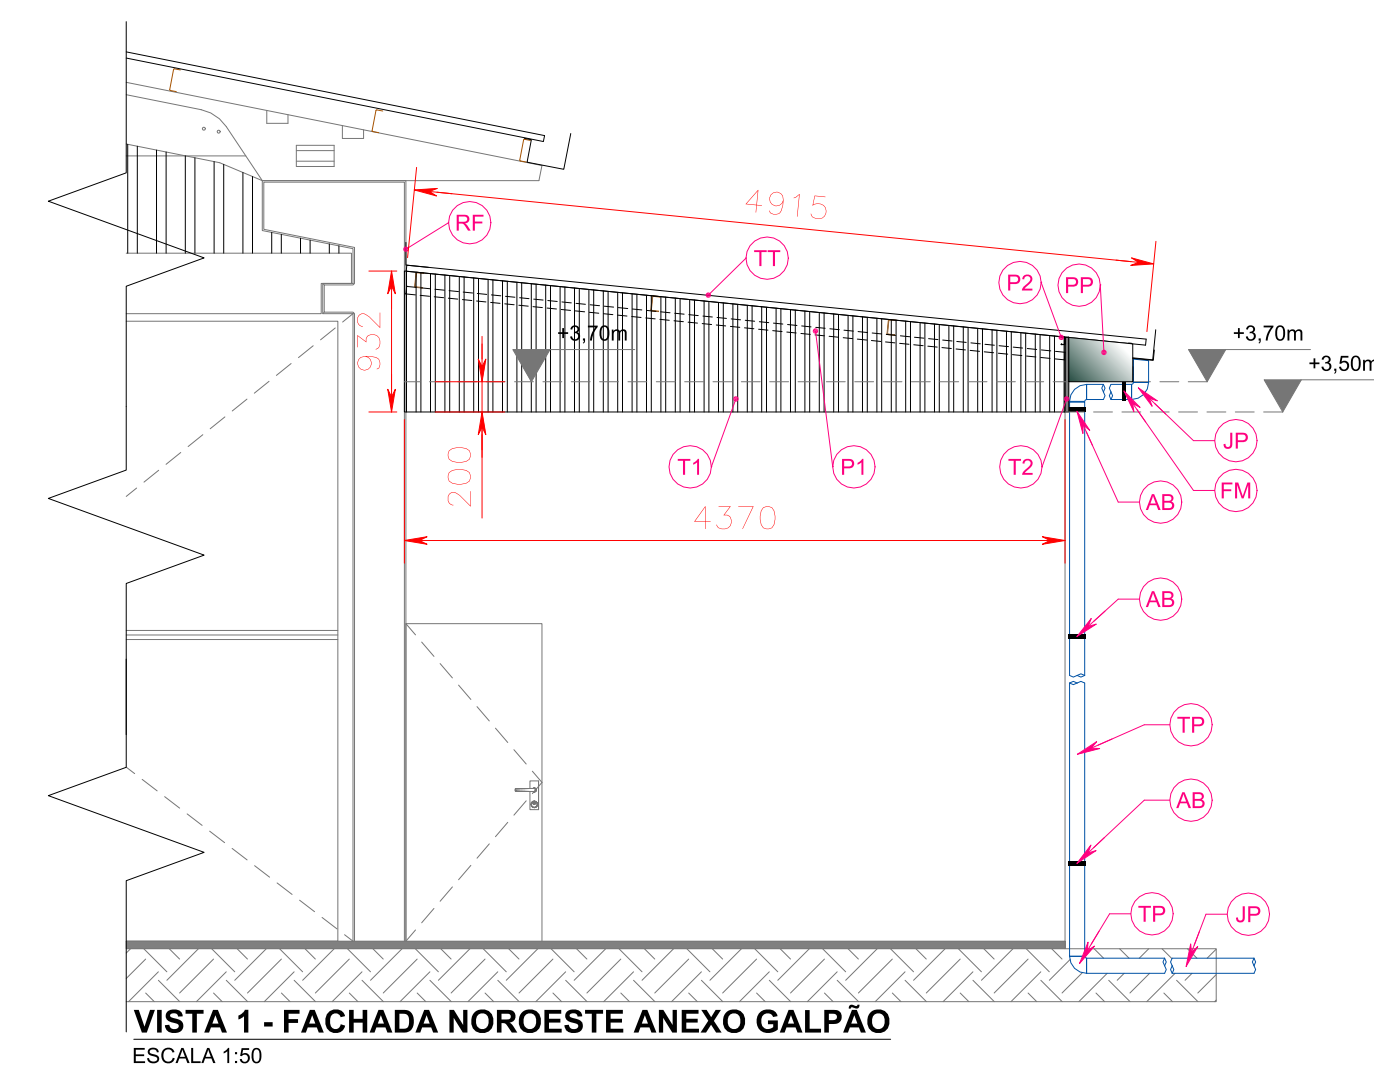 4915
RF
TT
P2
PP
932
+3,70m
+3,70m
+3,50m
200
T1
P1
T2
JP
FM
AB
4370
AB
TP
AB
TP
JP
VISTA 1 - FACHADA NOROESTE ANEXO GALPÃO
ESCALA 1:50